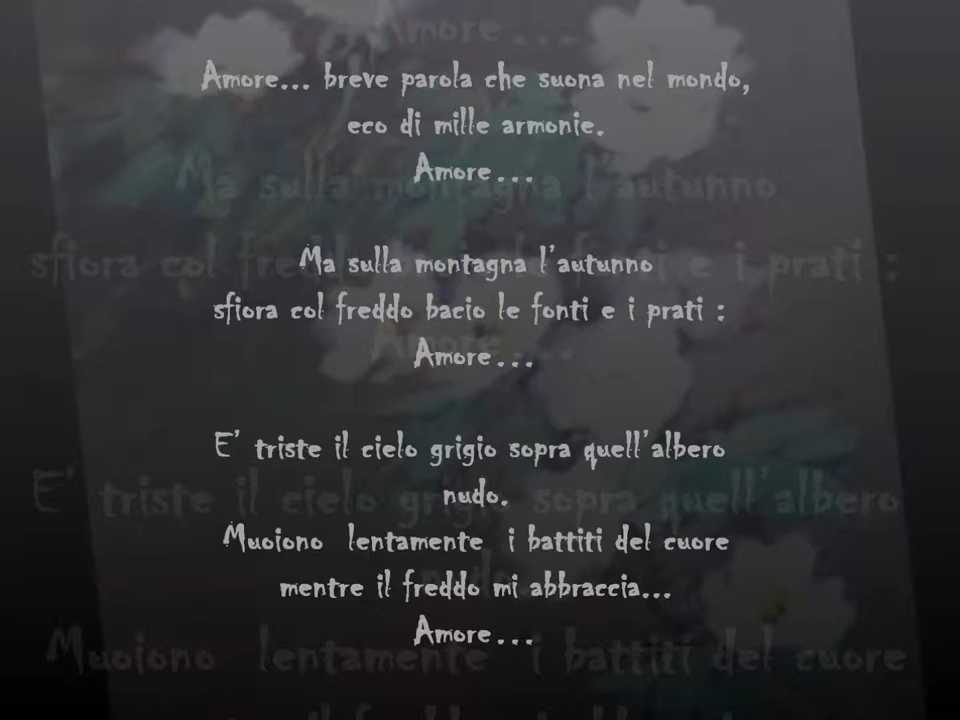 Amore... breve parola che suona nel mondo,
eco di mille armonie.
Amore...
Ma sulla montagna l'autunno
sfiora col freddo bacio le fonti e i prati :
Amore...
E' triste il cielo grigio sopra quell'albero
nudo.
Muoiono lentamente i battiti del cuore
mentre il freddo mi abbraccia...
Amore...